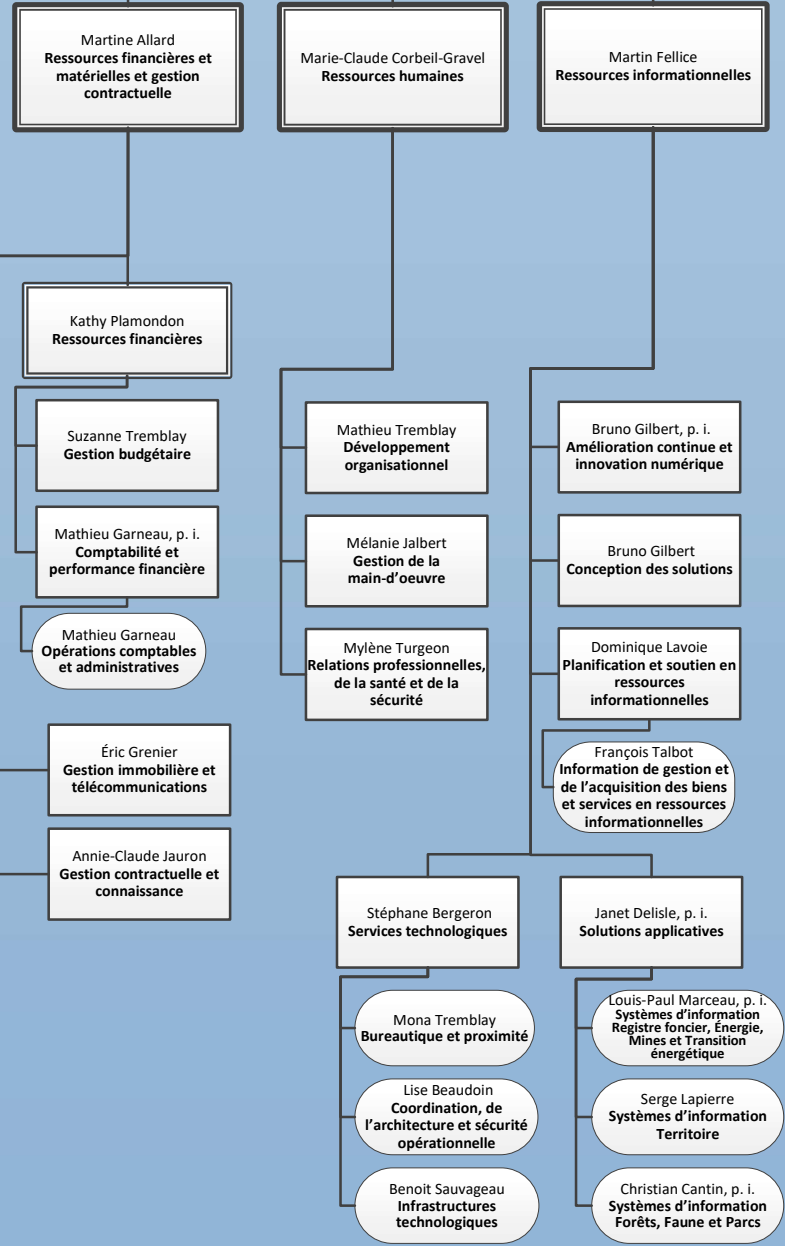 Martine Allard
Ressources financières et
matérielles et gestion
contractuelle
Marie-Claude Corbeil-Gravel
Ressources humaines
Martin Fellice
Ressources informationnelles
Kathy Plamondon
Ressources financières
Suzanne Tremblay
Gestion budgétaire
Mathieu Garneau, p. i.
Comptabilité et
performance financière
Mathieu Garneau
Opérations comptables
et administratives
Éric Grenier
Gestion immobilière et
télécommunications
Annie-Claude Jauron
Gestion contractuelle et
connaissance
Mathieu Tremblay
Développement
organisationnel
Mélanie Jalbert
Gestion de la
main-d'oeuvre
Mylène Turgeon
Relations professionnelles,
de la santé et de la
sécurité
Bruno Gilbert, p. i.
Amélioration continue et
innovation numérique
Bruno Gilbert
Conception des solutions
Dominique Lavoie
Planification et soutien en
ressources
informationnelles
François Talbot
Information de gestion et
de l'acquisition des biens
et services en ressources
informationnelles
Stéphane Bergeron
Services technologiques
Mona Tremblay
Bureautique et proximité
Lise Beaudoin
Coordination, de
l'architecture et sécurité
opérationnelle
Benoit Sauvageau
Infrastructures
technologiques
Janet Delisle, p. i.
Solutions applicatives
Louis-Paul Marceau, p. i.
Systèmes d'information
Registre foncier, Énergie,
Mines et Transition
énergétique
Serge Lapierre
Systèmes d'information
Territoire
Christian Cantin, p. i.
Systèmes d'information
Forêts, Faune et Parcs